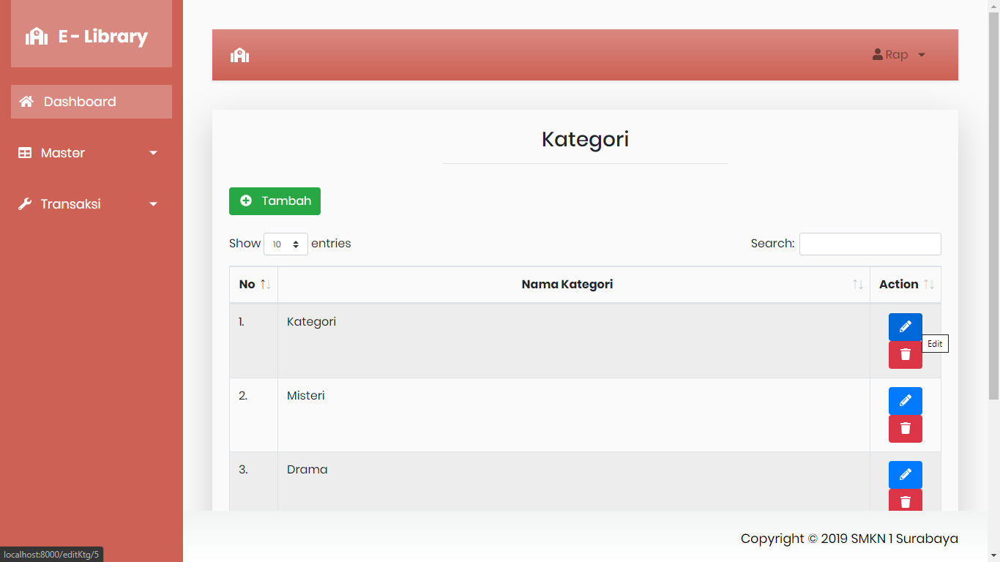 E - Library
Rap
Dashboard
Master
Transaksi
Kategori
Tambah
Show 10 entries
Search:
No
Nama Kategori
Action
1.
Kategori
Edit
2.
Misteri
3.
Drama
Copyright © 2019 SMKN 1 Surabaya
localhost:8000/editKtg/5